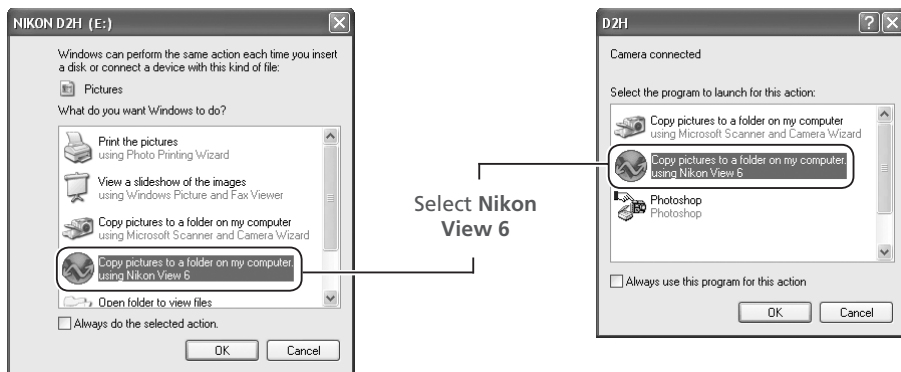 NIKON D2H (E:)
Windows can perform the same action each time you insert
a disk or connect a device with this kind of file:
Pictures
What do you want Windows to do?
Print the pictures
using Photo Printing Wizard
View a slideshow of the images
using Windows Picture and Fax Viewer
Copy pictures to a folder on my computer
using Microsoft Scanner and Camera Wizard
Copy pictures to a folder on my computer.
using Nikon View 6
Open folder to view files
Always do the selected action.
OK
Cancel
Select Nikon
View 6
D2H
Camera connected
Select the program to launch for this action:
Copy pictures to a folder on my computer
using Microsoft Scanner and Camera Wizard
Copy pictures to a folder on my computer.
using Nikon View 6
Photoshop
Photoshop
Always use this program for this action
OK
Cancel